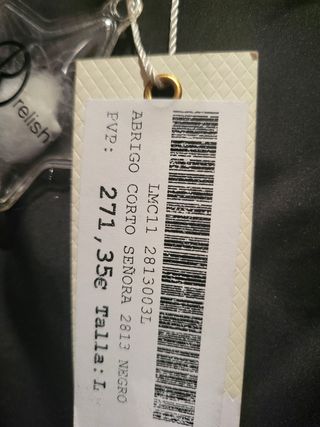 relish
LMC11 2813003L
ABRIGO CORTO SEÑORA 2813 NEGRO
PVP: 271,35€ Talla: L